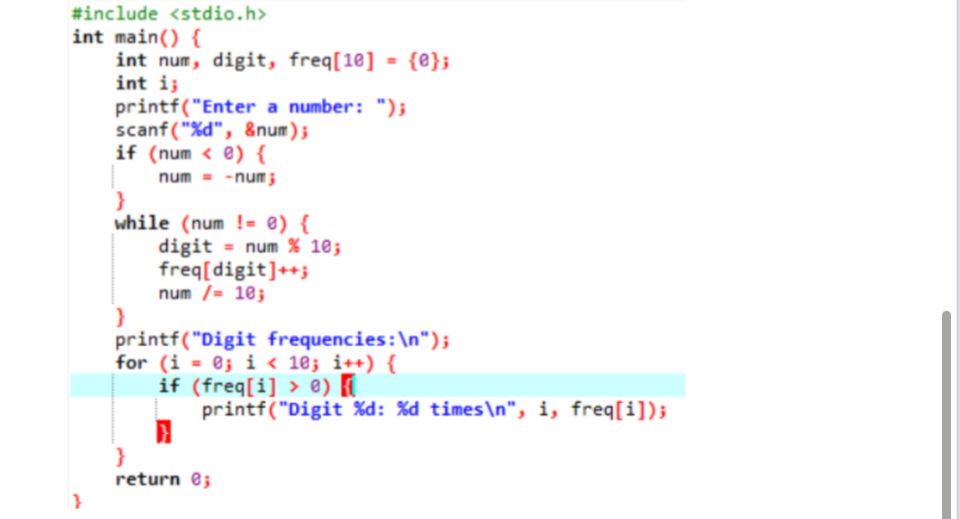 #include <stdio.h>
int main() {
    int num, digit, freq[10] = {0};
    int i;
    printf("Enter a number: ");
    scanf("%d", &num);
    if (num < 0) {
        num = -num;
    }
    while (num != 0) {
        digit = num % 10;
        freq[digit]++;
        num /= 10;
    }
    printf("Digit frequencies:\n");
    for (i = 0; i < 10; i++) {
        if (freq[i] > 0) {
            printf("Digit %d: %d times\n", i, freq[i]);
        }
    }
    return 0;
}